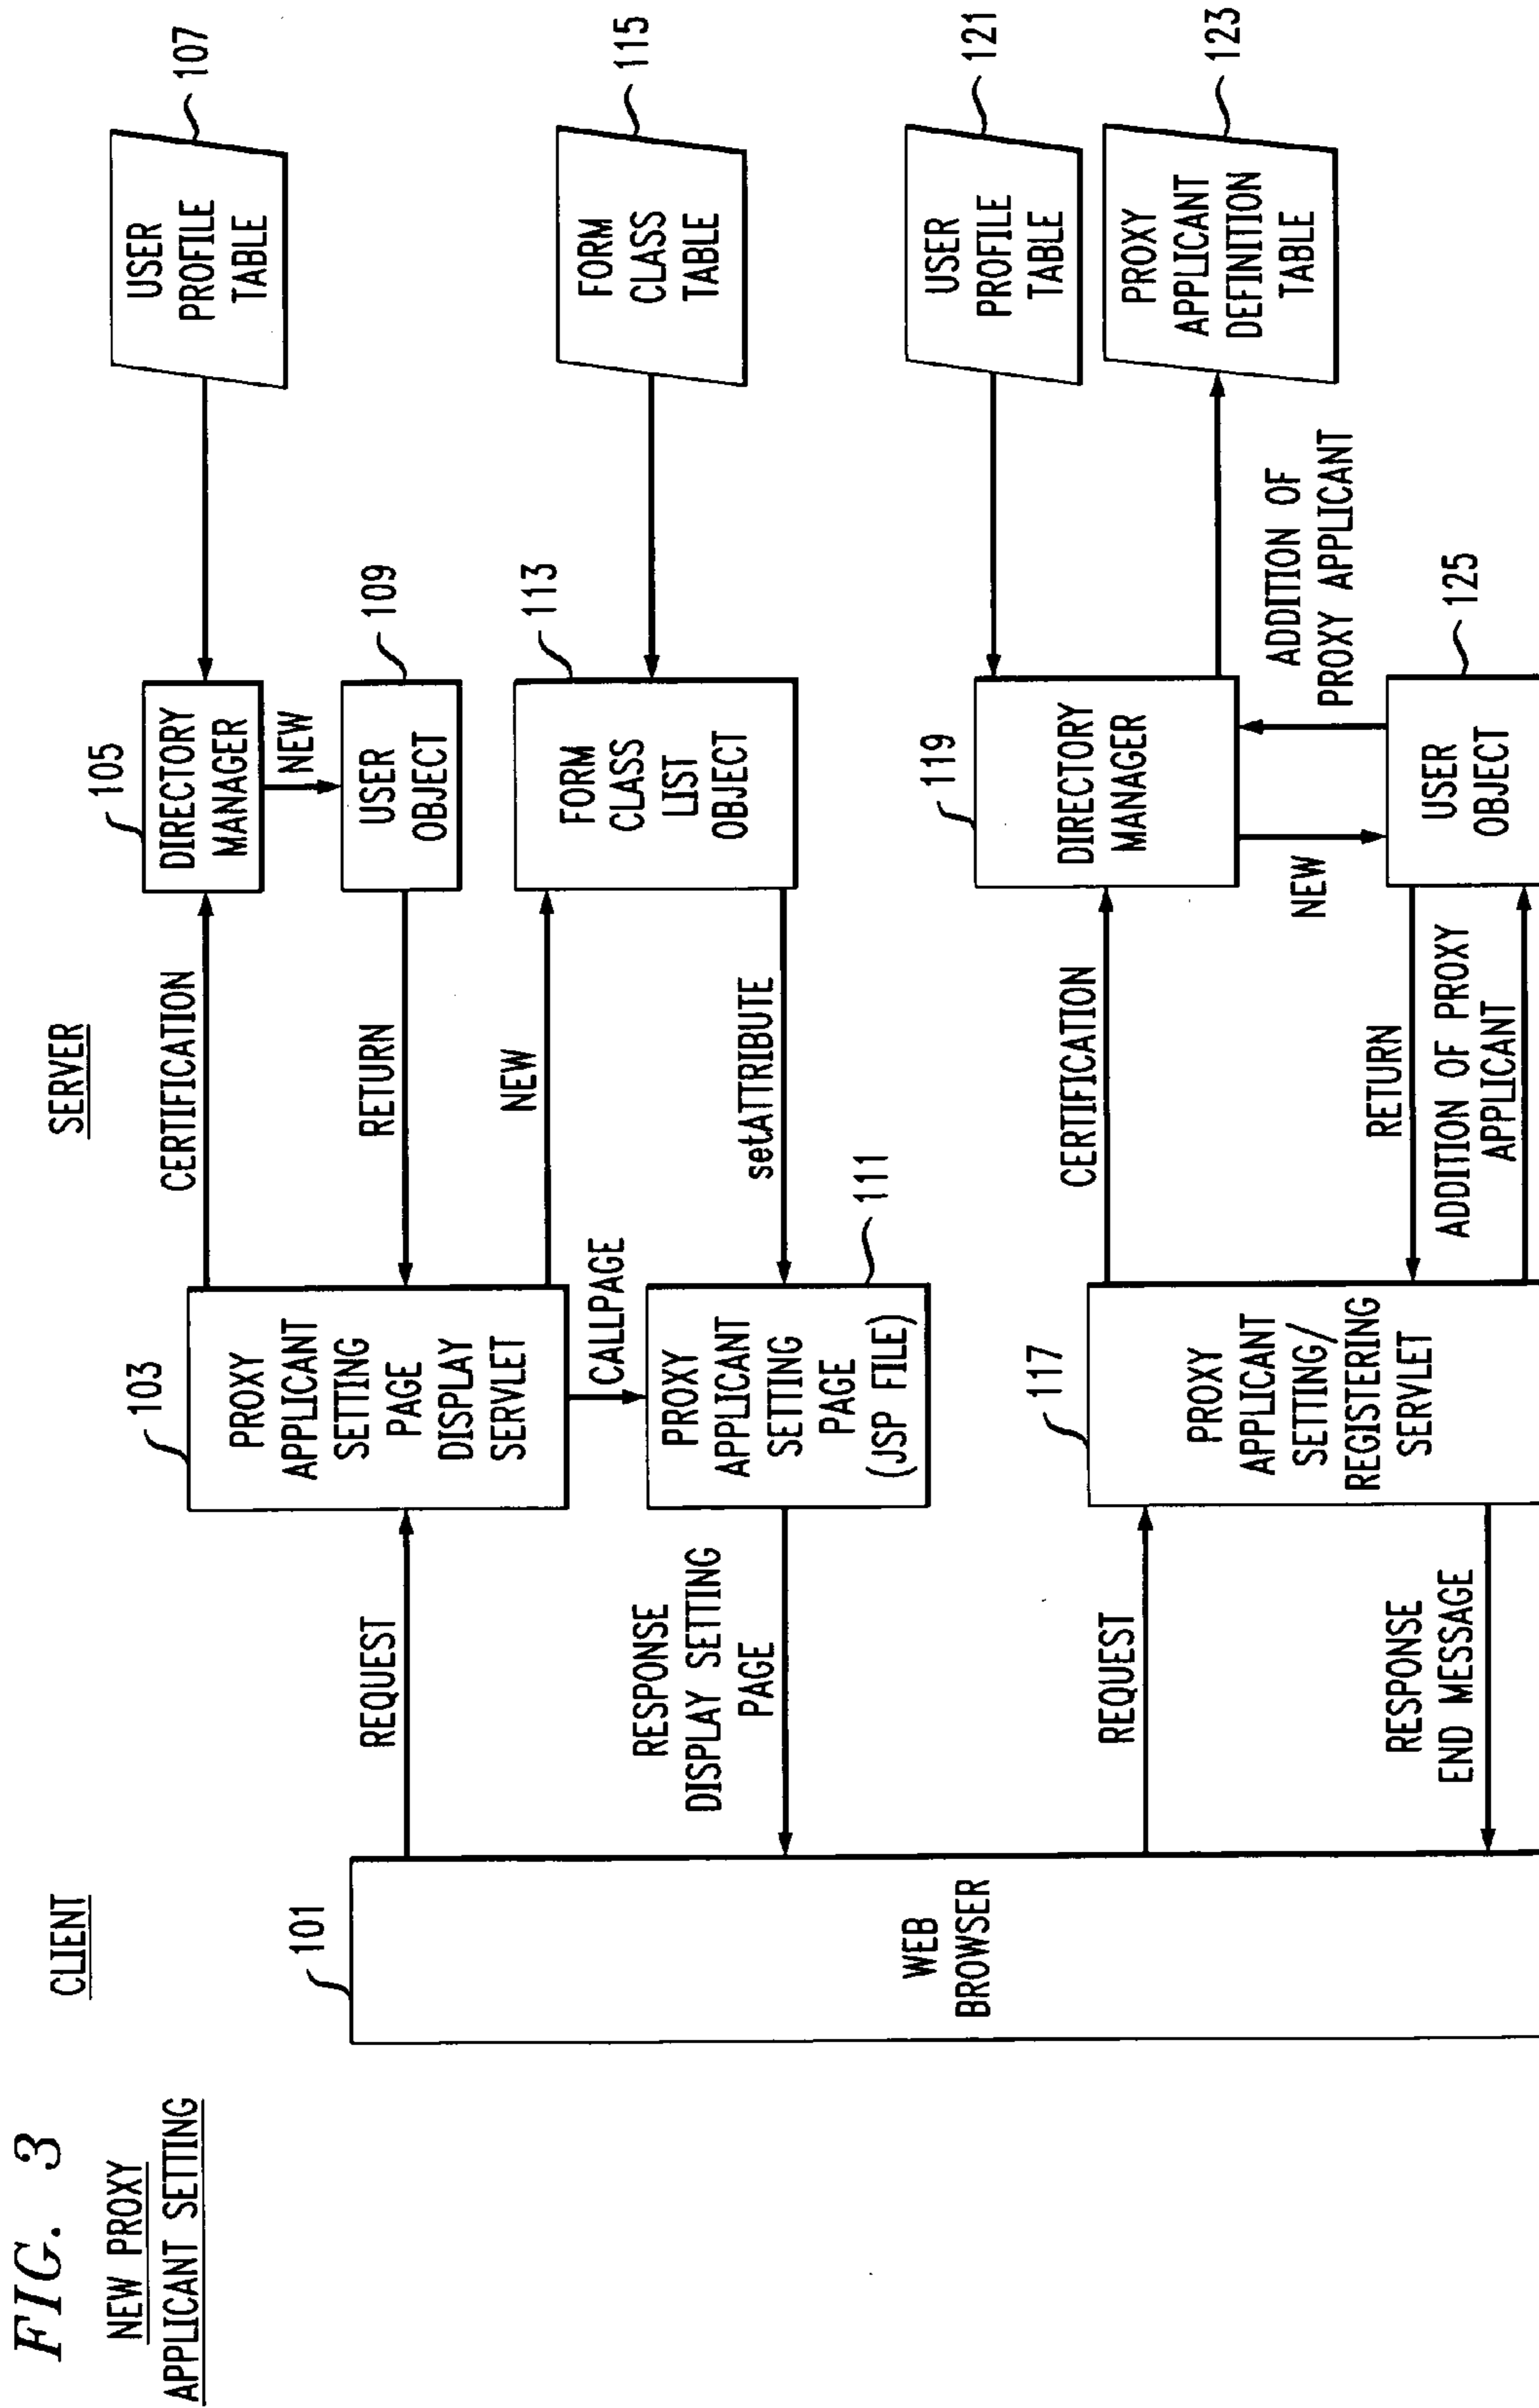 FIG. 3
NEW PROXY
APPLICANT SETTING
CLIENT
SERVER
101
WEB
BROWSER
REQUEST
103
PROXY
APPLICANT
SETTING
PAGE
DISPLAY
SERVLET
CERTIFICATION
105
DIRECTORY
MANAGER
107
USER
PROFILE
TABLE
NEW
109
USER
OBJECT
RETURN
NEW
113
FORM
CLASS
LIST
OBJECT
115
FORM
CLASS
TABLE
CALLPAGE
setATTRIBUTE
111
PROXY
APPLICANT
SETTING
PAGE
(JSP FILE)
RESPONSE
DISPLAY SETTING
PAGE
REQUEST
117
PROXY
APPLICANT
SETTING/
REGISTERING
SERVLET
CERTIFICATION
119
DIRECTORY
MANAGER
121
USER
PROFILE
TABLE
123
PROXY
APPLICANT
DEFINITION
TABLE
NEW
ADDITION OF
PROXY APPLICANT
125
USER
OBJECT
RETURN
ADDITION OF PROXY
APPLICANT
RESPONSE
END MESSAGE